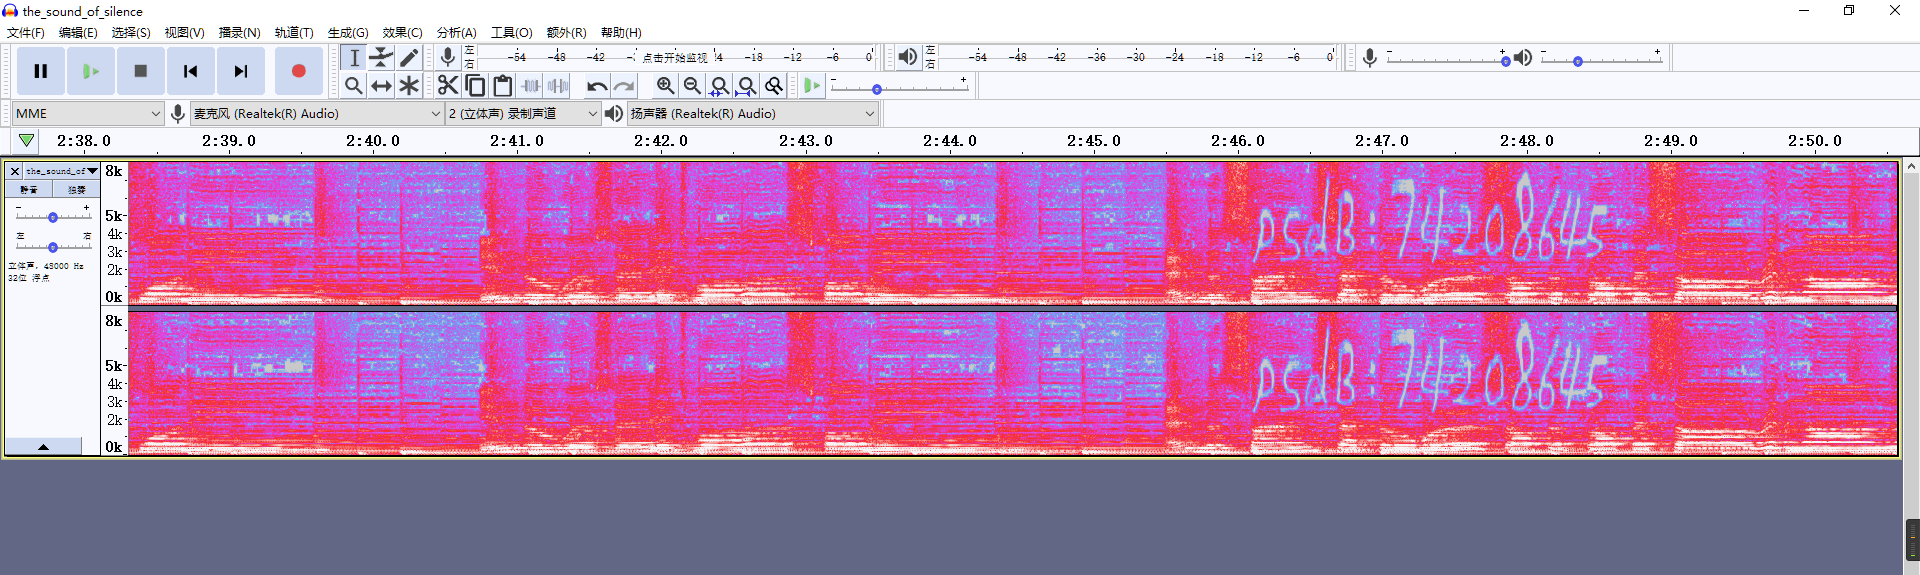 the_sound_of_silence
文件(F) 编辑(E) 选择(S) 视图(V) 播录(N) 轨道(T) 生成(G) 效果(C) 分析(A) 工具(O) 额外(R) 帮助(H)
左 右 -54 -48 -42 -3 点击开始监视 !4 -18 -12 -6 0
左 右 -54 -48 -42 -36 -30 -24 -18 -12 -6 0
- + - +
- +
MME 麦克风 (Realtek(R) Audio) 2 (立体声) 录制声道 扬声器 (Realtek(R) Audio)
2:38.0 2:39.0 2:40.0 2:41.0 2:42.0 2:43.0 2:44.0 2:45.0 2:46.0 2:47.0 2:48.0 2:49.0 2:50.0
the_sound_of
静音 独奏
- +
左 右
立体声, 48000 Hz
32位 浮点
8k
5k
4k
3k
2k
0k
psdB:74208645
8k
5k
4k
3k
2k
0k
psdB:74208645